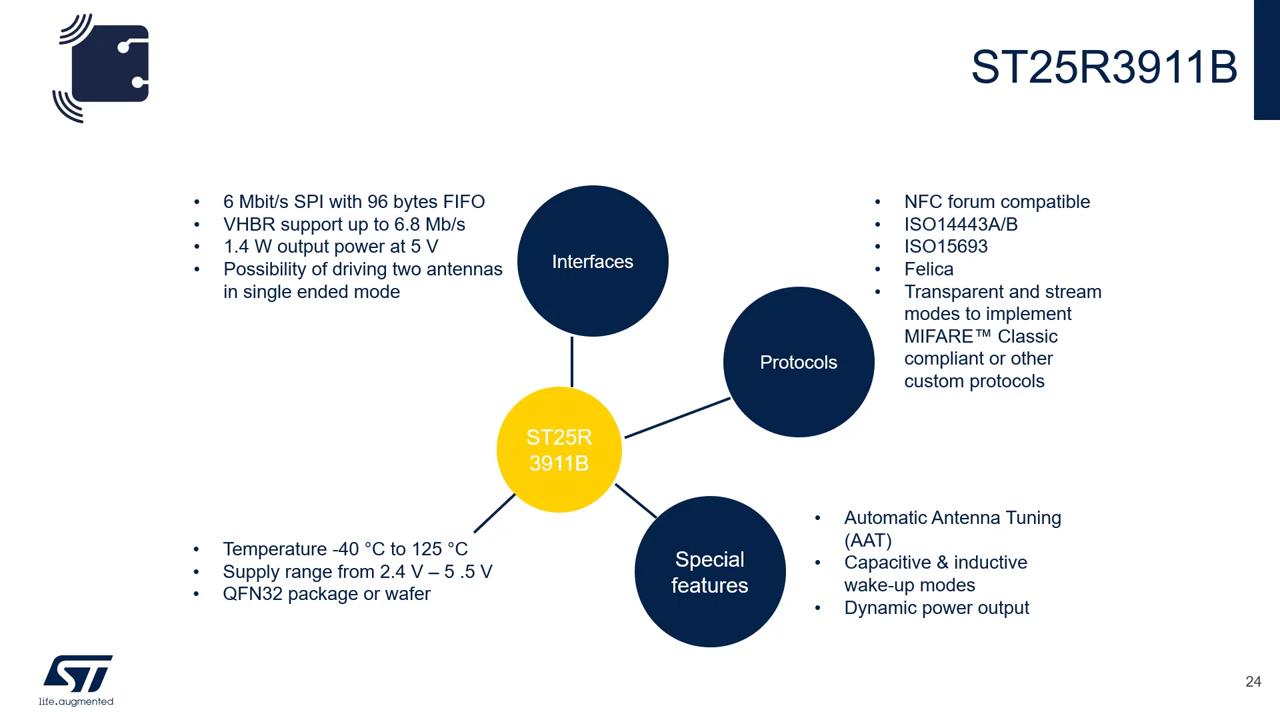 ST25R3911B
• 6 Mbit/s SPI with 96 bytes FIFO
• VHBR support up to 6.8 Mb/s
• 1.4 W output power at 5 V
• Possibility of driving two antennas
in single ended mode
Interfaces
• NFC forum compatible
• ISO14443A/B
• ISO15693
• Felica
• Transparent and stream
modes to implement
MIFARE™ Classic
compliant or other
custom protocols
Protocols
ST25R
3911B
• Temperature -40 °C to 125 °C
• Supply range from 2.4 V – 5 .5 V
• QFN32 package or wafer
Special
features
• Automatic Antenna Tuning
(AAT)
• Capacitive & inductive
wake-up modes
• Dynamic power output
ST
life.augmented
24